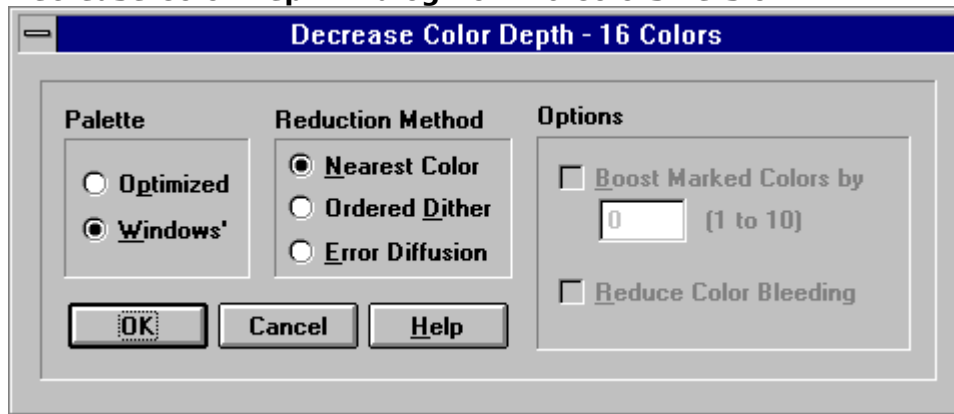 Decrease Color Depth - 16 Colors
Palette
Optimized
Windows'
Reduction Method
Nearest Color
Ordered Dither
Error Diffusion
Options
Boost Marked Colors by
0 (1 to 10)
Reduce Color Bleeding
OK
Cancel
Help